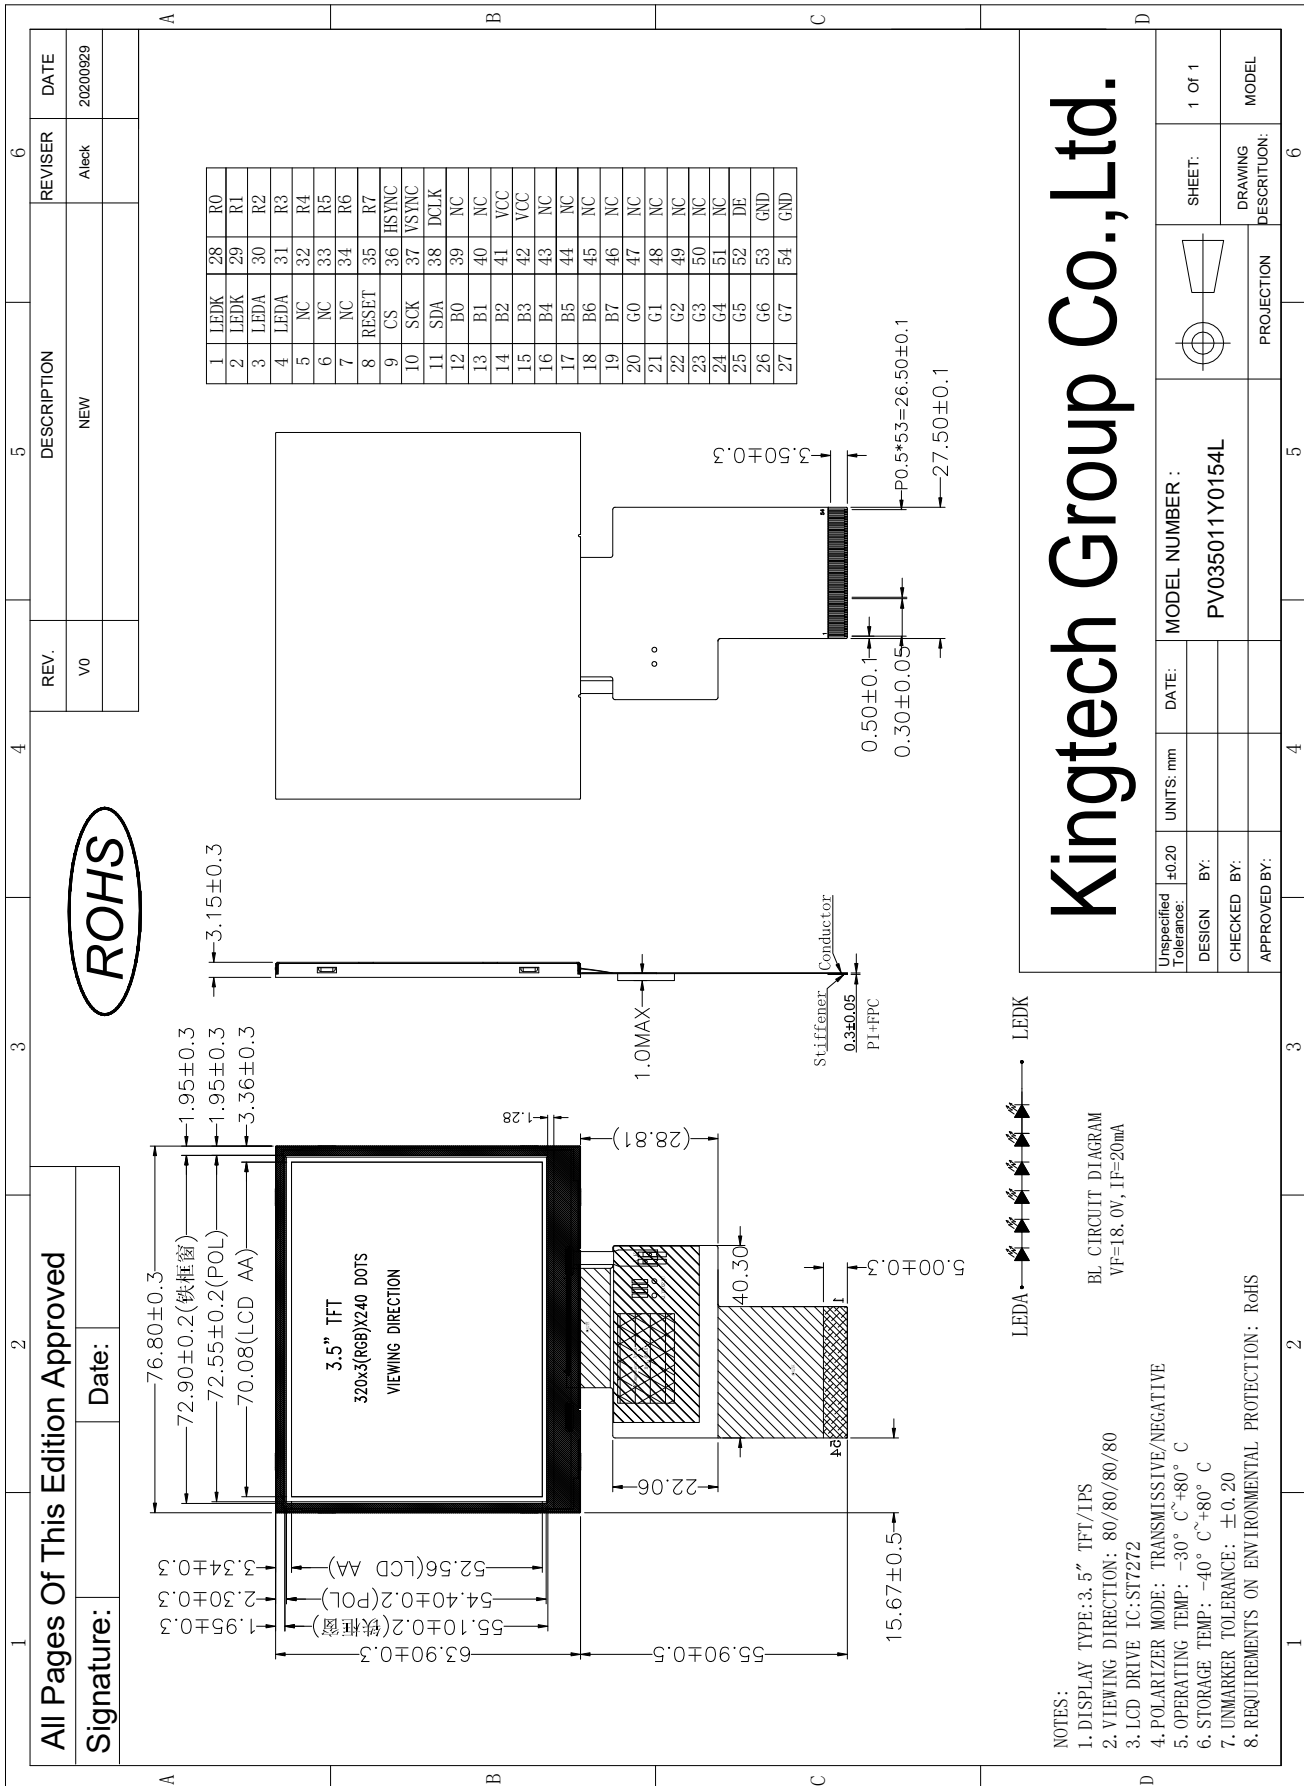 1 2 3 4 5 6
All Pages Of This Edition Approved
Signature: Date:
ROHS
REV. DESCRIPTION REVISER DATE
V0 NEW Aleck 20200929
A
B
C
D
76.80±0.3
1.95±0.3
72.90±0.2(铁框窗)
1.95±0.3
72.55±0.2(POL)
3.36±0.3
70.08(LCD AA)
3.15±0.3
63.90±0.3
55.10±0.2(铁框窗)
1.95±0.3
54.40±0.2(POL)
2.30±0.3
52.56(LCD AA)
3.34±0.3
3.5" TFT
320x3(RGB)X240 DOTS
VIEWING DIRECTION
1.28
55.90±0.5
(28.81)
22.06
40.30
5.00±0.3
15.67±0.5
54 1
1.0MAX
Stiffener Conductor
0.3±0.05
PI+FPC
3.50±0.3
1 54
0.50±0.1
P0.5*53=26.50±0.1
0.30±0.05
27.50±0.1
1 LEDK 28 R0
2 LEDK 29 R1
3 LEDA 30 R2
4 LEDA 31 R3
5 NC 32 R4
6 NC 33 R5
7 NC 34 R6
8 RESET 35 R7
9 CS 36 HSYNC
10 SCK 37 VSYNC
11 SDA 38 DCLK
12 B0 39 NC
13 B1 40 NC
14 B2 41 VCC
15 B3 42 VCC
16 B4 43 NC
17 B5 44 NC
18 B6 45 NC
19 B7 46 NC
20 G0 47 NC
21 G1 48 NC
22 G2 49 NC
23 G3 50 NC
24 G4 51 NC
25 G5 52 DE
26 G6 53 GND
27 G7 54 GND
LEDA LEDK
BL CIRCUIT DIAGRAM
VF=18.0V,IF=20mA
NOTES:
1.DISPLAY TYPE:3.5" TFT/IPS
2.VIEWING DIRECTION: 80/80/80/80
3.LCD DRIVE IC:ST7272
4.POLARIZER MODE: TRANSMISSIVE/NEGATIVE
5.OPERATING TEMP: -30° C~+80° C
6.STORAGE TEMP: -40° C~+80° C
7.UNMARKER TOLERANCE: ±0.20
8.REQUIREMENTS ON ENVIRONMENTAL PROTECTION: RoHS
Kingtech Group Co.,Ltd.
Unspecified Tolerance: ±0.20 UNITS: mm DATE: MODEL NUMBER : SHEET: 1 Of 1
DESIGN BY: PV035011Y0154L
CHECKED BY: DRAWING DESCRITUON: MODEL
APPROVED BY: PROJECTION
A
B
C
D
1 2 3 4 5 6